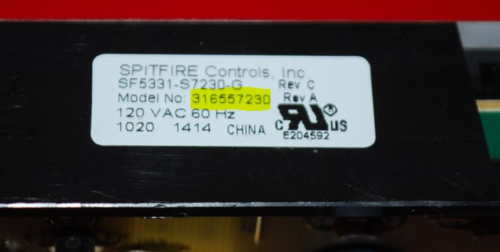 SPITFIRE Controls, Inc.
SF5331-S7230-G Rev C
Model No: 316557230 Rev A
120 VAC 60 Hz
1020 1414 CHINA
C RU ® US
E204592